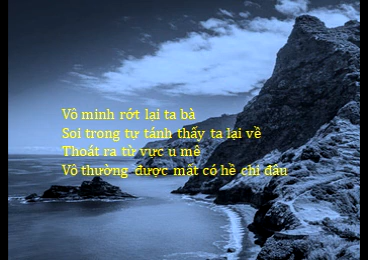 Vô minh rớt lại ta bà
Soi trong tự tánh thấy ta lại về
Thoát ra từ vực u mê
Vô thường được mất có hề chi đâu